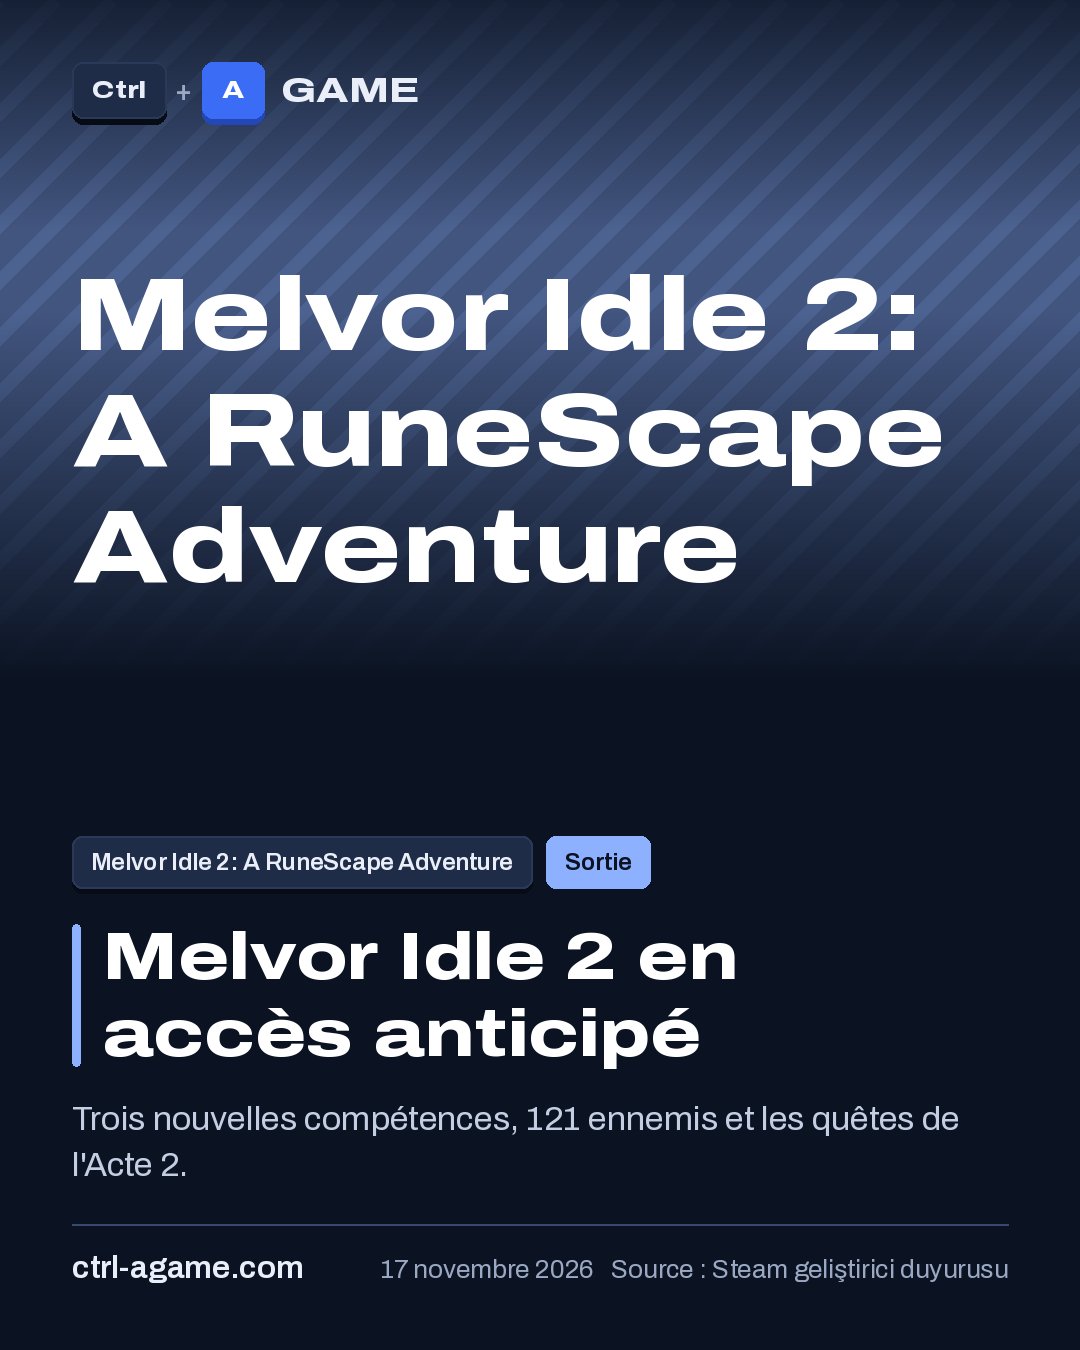 Ctrl + A GAME
Melvor Idle 2:
A RuneScape
Adventure
Melvor Idle 2: A RuneScape Adventure Sortie
Melvor Idle 2 en
accès anticipé
Trois nouvelles compétences, 121 ennemis et les quêtes de
l'Acte 2.
ctrl-agame.com 17 novembre 2026 Source : Steam geliştirici duyurusu